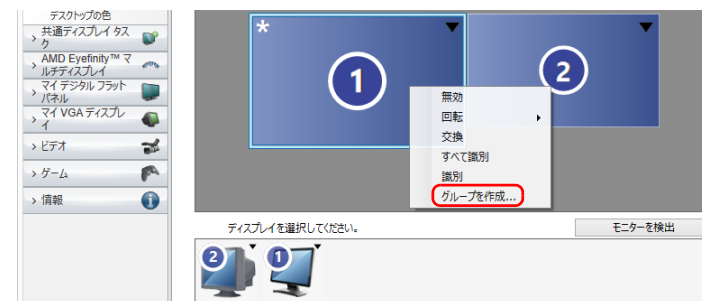 デスクトップの色
共通ディスプレイ タス
ク
AMD Eyefinity™ マ
ルチディスプレイ
マイ デジタル フラット
パネル
マイ VGA ディスプレ
イ
ビデオ
ゲーム
情報
*
1
2
無効
回転
交換
すべて識別
識別
グループを作成...
ディスプレイを選択してください。
モニターを検出
2
1